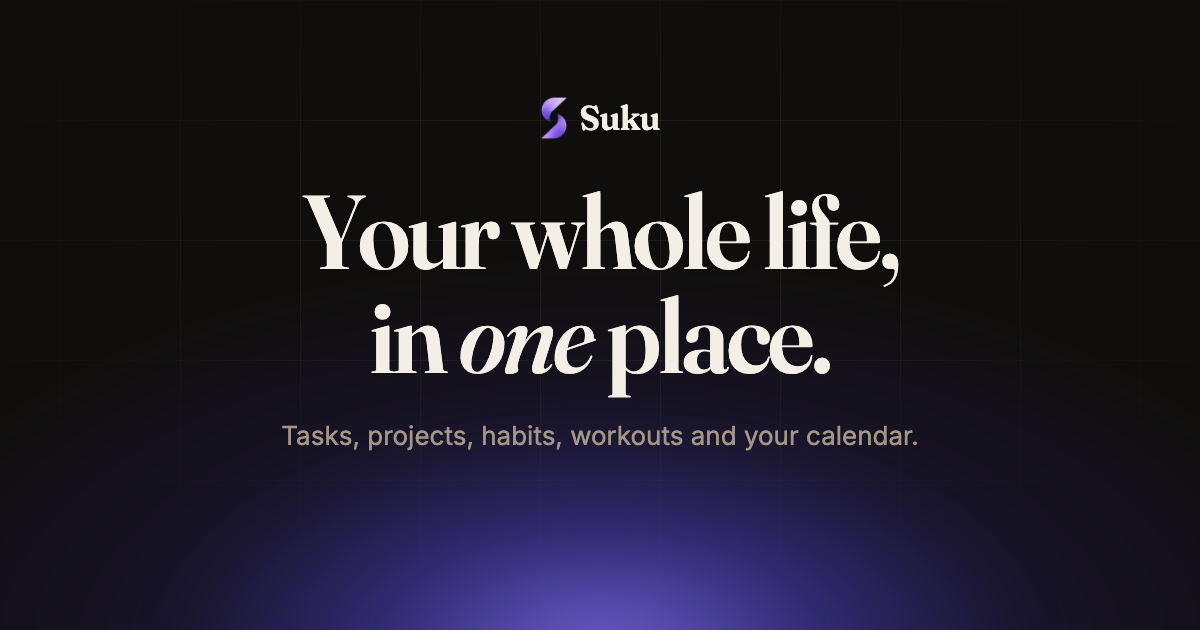 Suku
Your whole life,
in one place.
Tasks, projects, habits, workouts and your calendar.